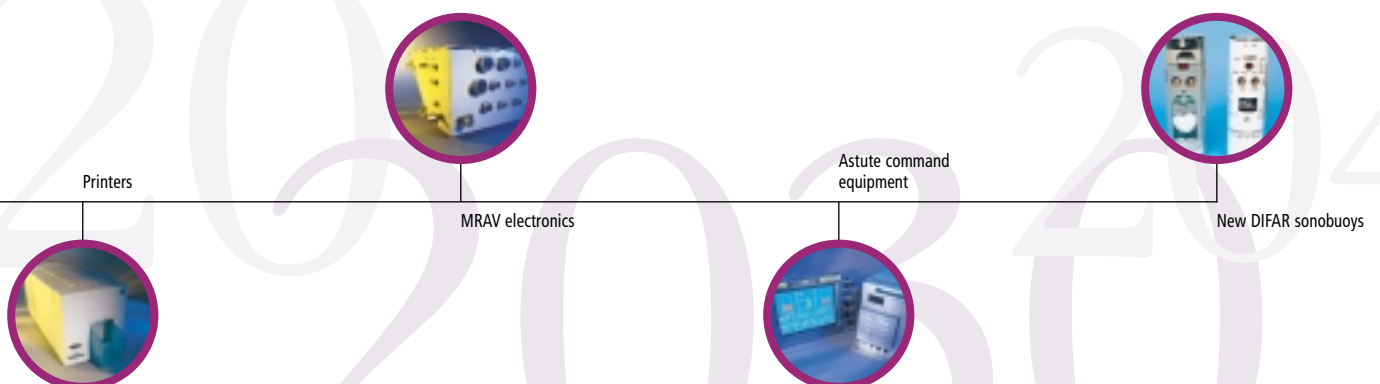 Printers
MRAV electronics
Astute command
equipment
New DIFAR sonobuoys